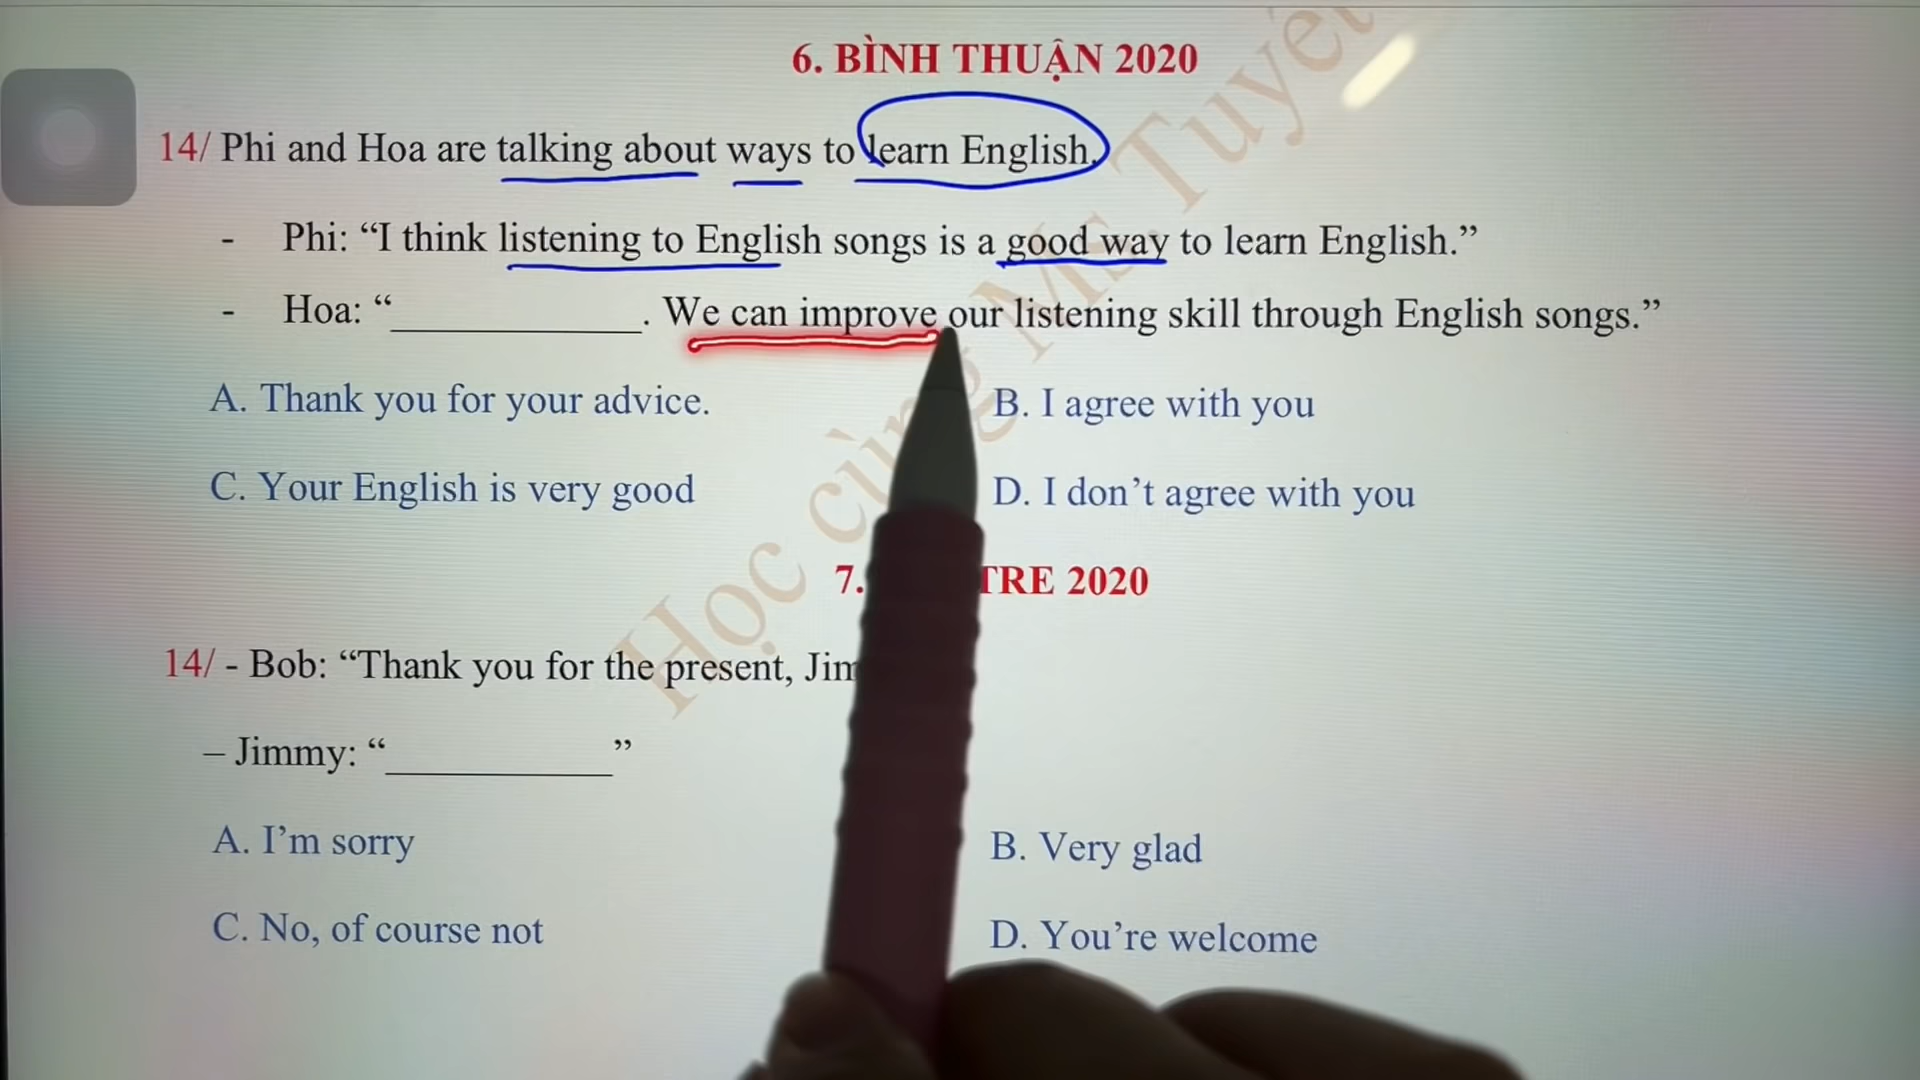 6. BÌNH THUẬN 2020
14/ Phi and Hoa are talking about ways to learn English.
- Phi: “I think listening to English songs is a good way to learn English.”
- Hoa: “____________. We can improve our listening skill through English songs.”
A. Thank you for your advice. B. I agree with you
C. Your English is very good D. I don’t agree with you
7. TRE 2020
14/ - Bob: “Thank you for the present, Jim
– Jimmy: “____________”
A. I’m sorry B. Very glad
C. No, of course not D. You’re welcome
Học cùng Ms. Tuyết